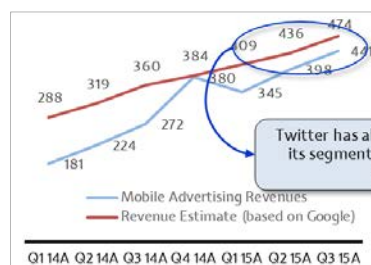 474
436
409
384
360
319
288
441
398
380
345
272
224
181
Twitter has
its segment
Mobile Advertising Revenues
Revenue Estimate (based on Google)
Q1 14A Q2 14A Q3 14A Q4 14A Q1 15A Q2 15A Q3 15A